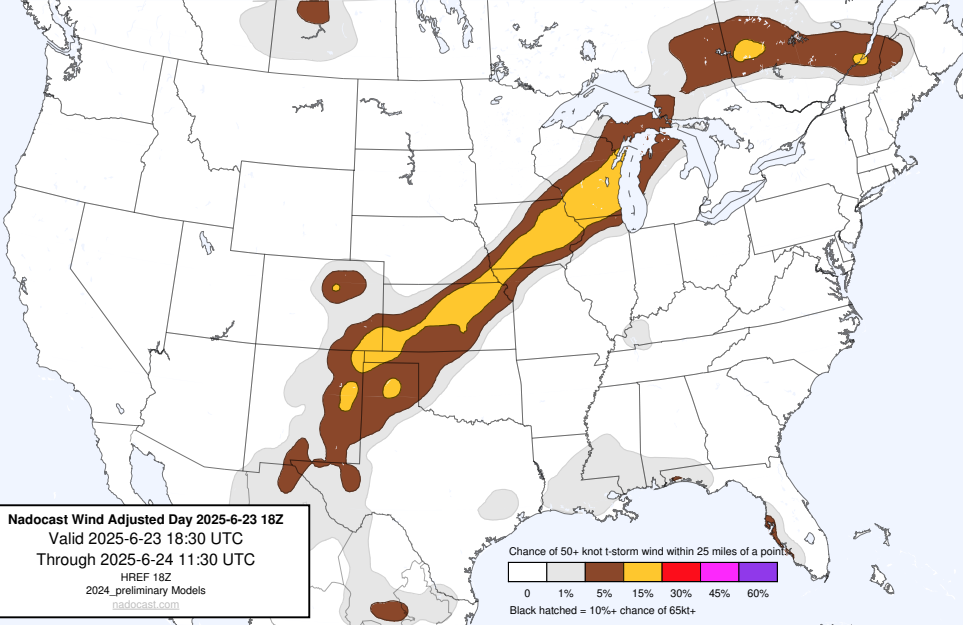 Nadocast Wind Adjusted Day 2025-6-23 18Z
Valid 2025-6-23 18:30 UTC
Through 2025-6-24 11:30 UTC
HREF 18Z
2024_preliminary Models
nadocast.com
Chance of 50+ knot t-storm wind within 25 miles of a point.
0 1% 5% 15% 30% 45% 60%
Black hatched = 10%+ chance of 65kt+